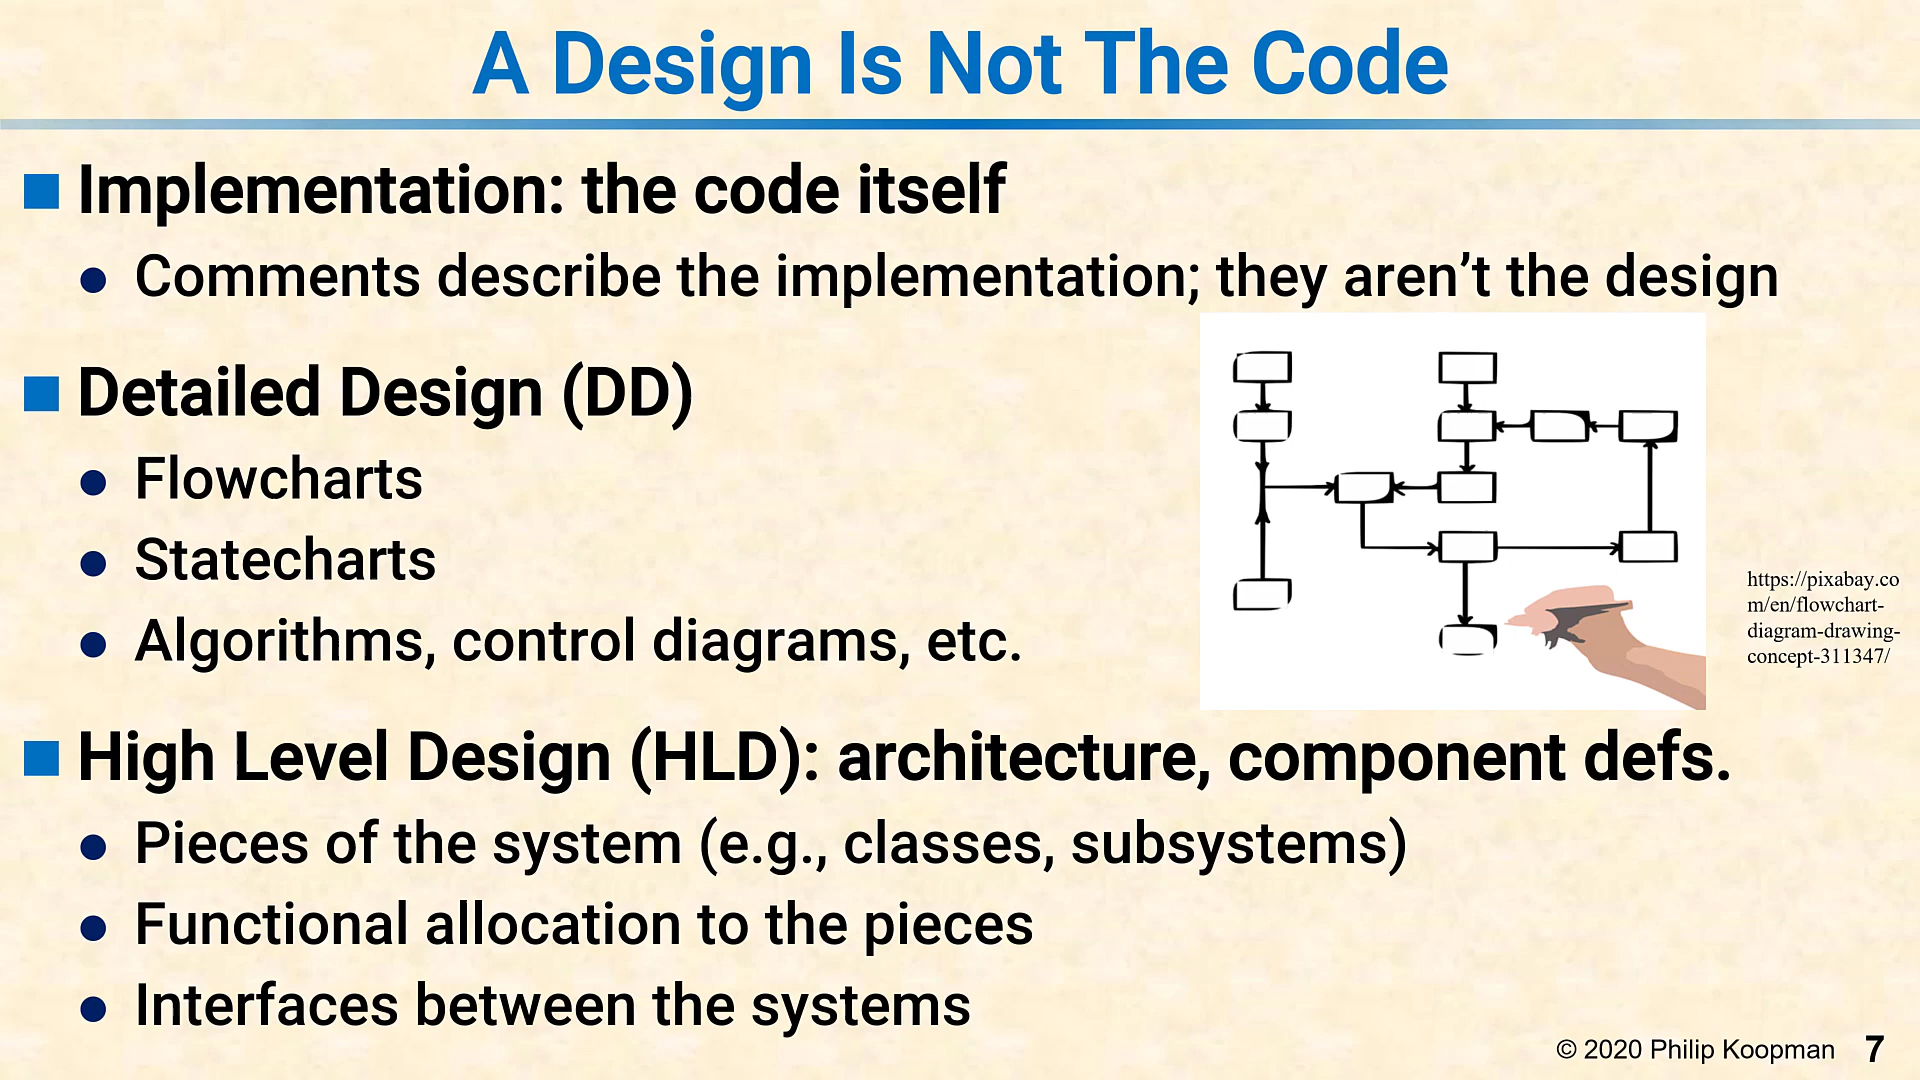 A Design Is Not The Code
Implementation: the code itself
Comments describe the implementation; they aren’t the design
Detailed Design (DD)
Flowcharts
Statecharts
Algorithms, control diagrams, etc.
https://pixabay.co
m/en/flowchart-
diagram-drawing-
concept-311347/
High Level Design (HLD): architecture, component defs.
Pieces of the system (e.g., classes, subsystems)
Functional allocation to the pieces
Interfaces between the systems
© 2020 Philip Koopman 7